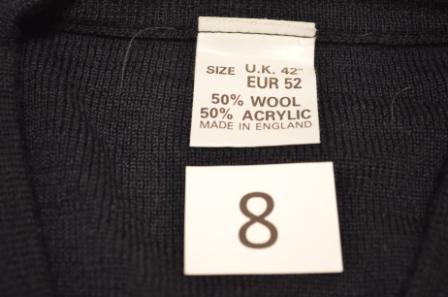 SIZE U.K. 42"
EUR 52
50% WOOL
50% ACRYLIC
MADE IN ENGLAND
8